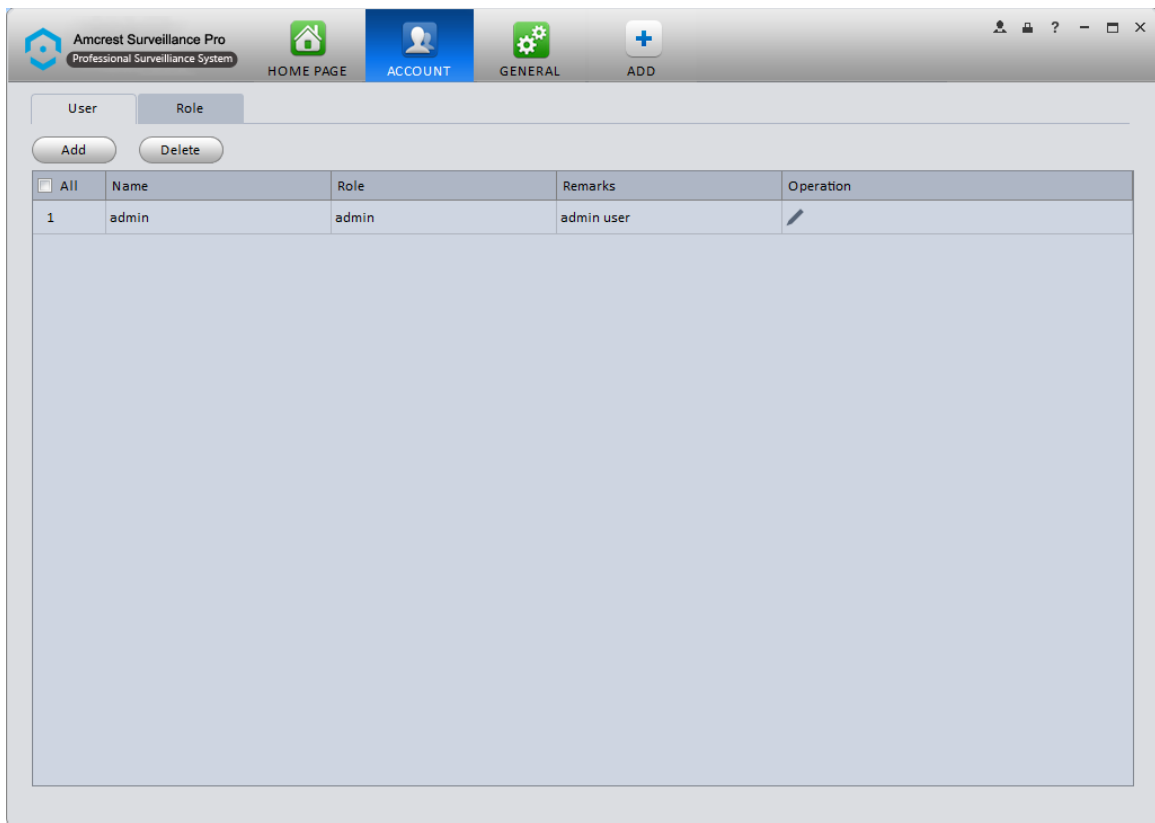 Amcrest Surveillance Pro
Professional Surveillance System
HOME PAGE ACCOUNT GENERAL ADD
?
User Role
Add Delete
All Name Role Remarks Operation
1 admin admin admin user